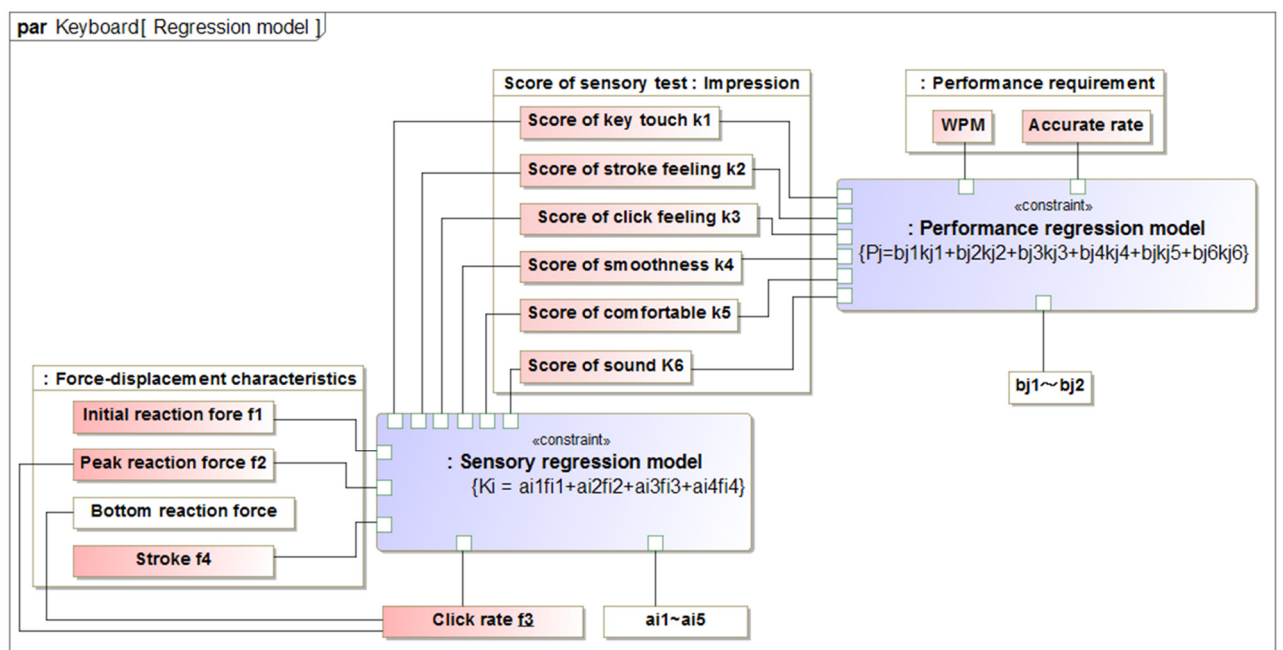 par Keyboard[ Regression model ]
Score of sensory test : Impression
Score of key touch k1
Score of stroke feeling k2
Score of click feeling k3
Score of smoothness k4
Score of comfortable k5
Score of sound K6
: Performance requirement
WPM
Accurate rate
«constraint»
: Performance regression model
{Pj=bj1kj1+bj2kj2+bj3kj3+bj4kj4+bjkj5+bj6kj6}
bj1～bj2
: Force-displacement characteristics
Initial reaction fore f1
Peak reaction force f2
Bottom reaction force
Stroke f4
«constraint»
: Sensory regression model
{Ki = ai1fi1+ai2fi2+ai3fi3+ai4fi4}
Click rate f3
ai1~ai5